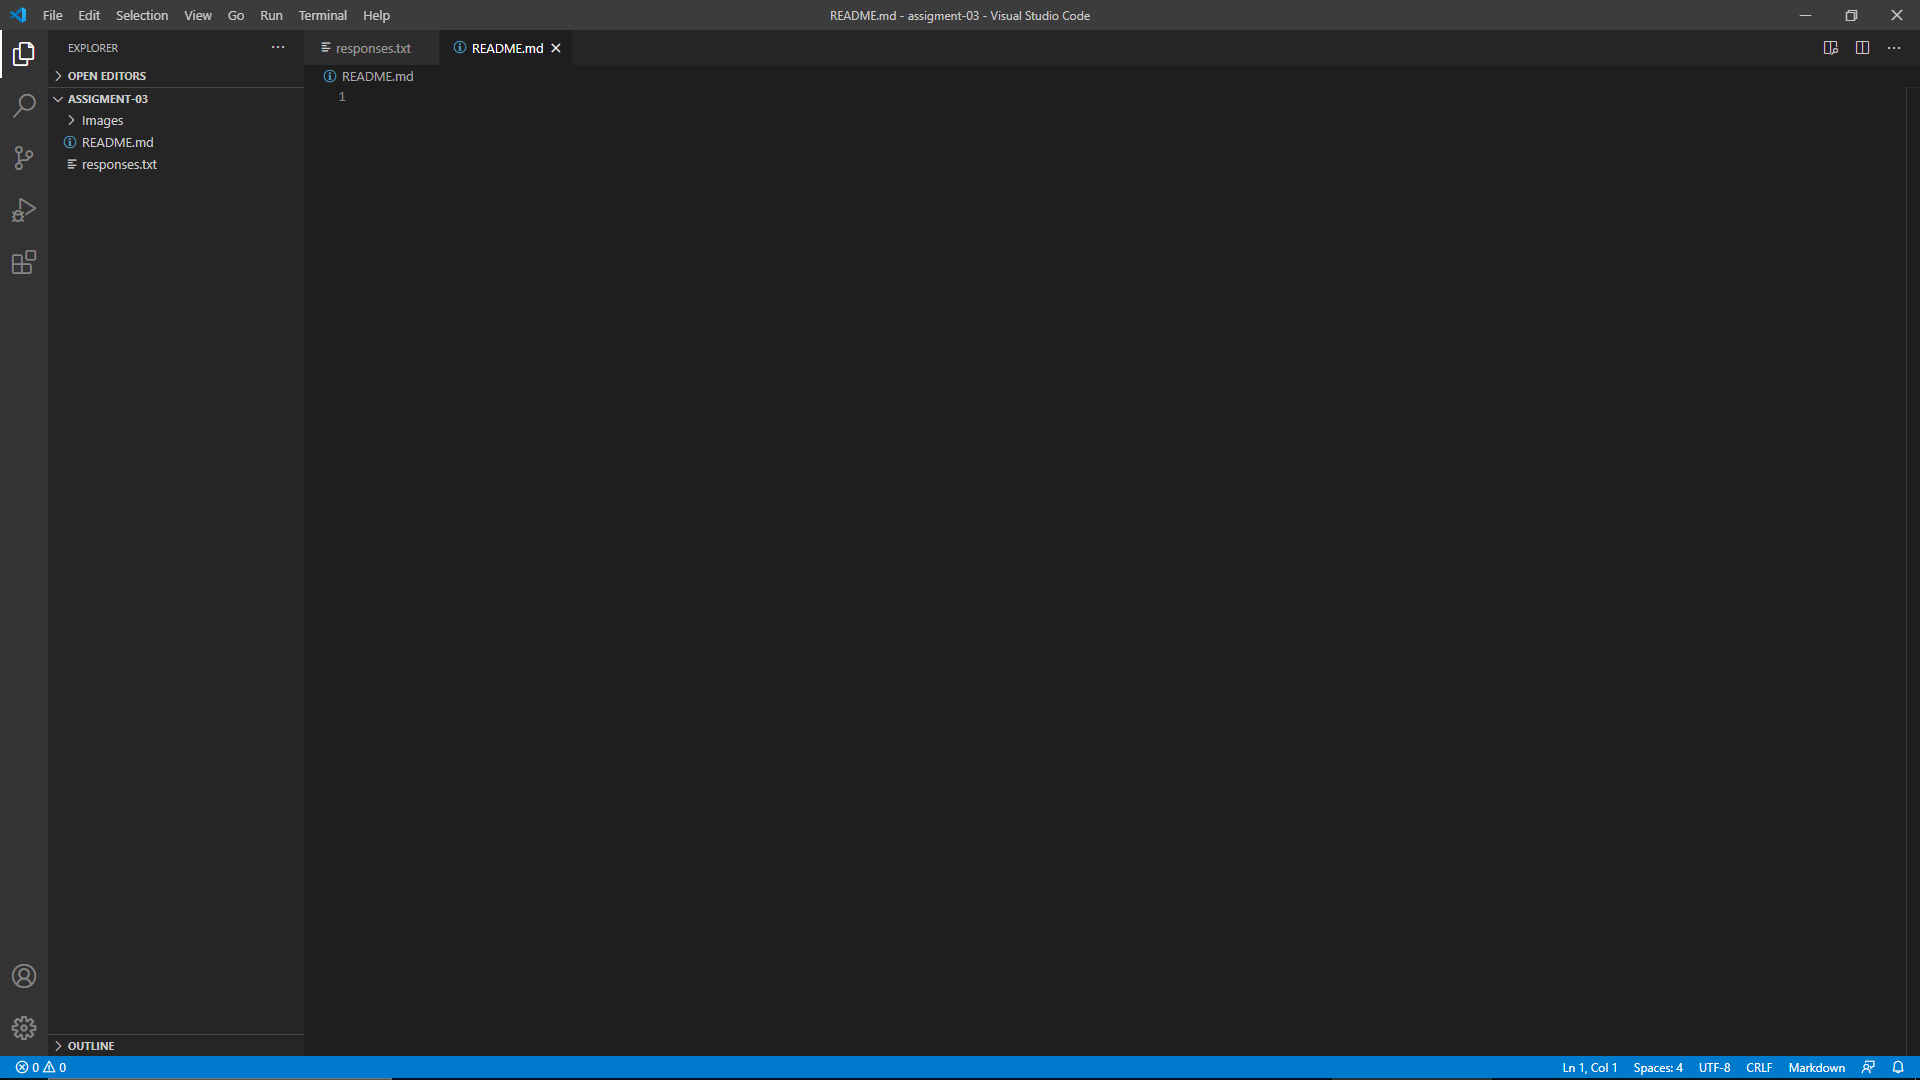 File Edit Selection View Go Run Terminal Help
README.md - assigment-03 - Visual Studio Code
EXPLORER
responses.txt
README.md
OPEN EDITORS
README.md
1
ASSIGMENT-03
Images
README.md
responses.txt
OUTLINE
0 0
Ln 1, Col 1 Spaces: 4 UTF-8 CRLF Markdown